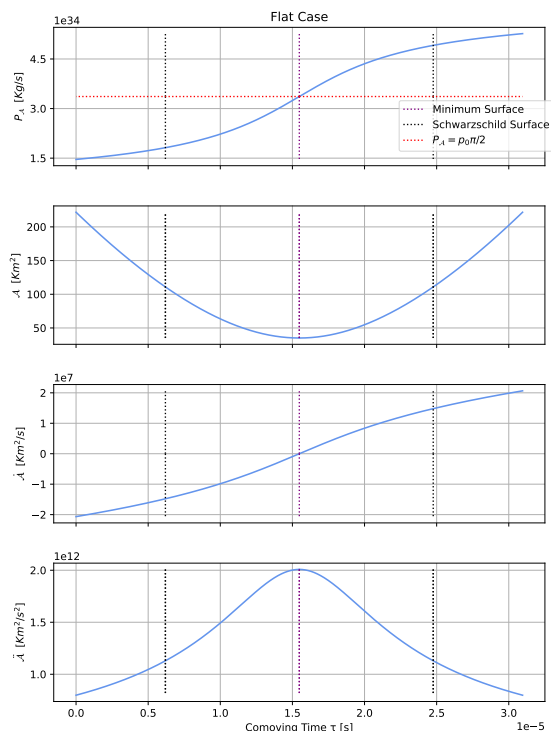 Flat Case
1e34
P_𝒜 [Kg/s]
4.5
3.0
1.5
Minimum Surface
Schwarzschild Surface
P_𝒜 = p₀π/2
𝒜 [Km²]
200
150
100
50
1e7
𝒜̇ [Km²/s]
2
1
0
−1
−2
1e12
𝒜̈ [Km²/s²]
2.0
1.5
1.0
0.0 0.5 1.0 1.5 2.0 2.5 3.0
Comoving Time τ [s]
1e−5